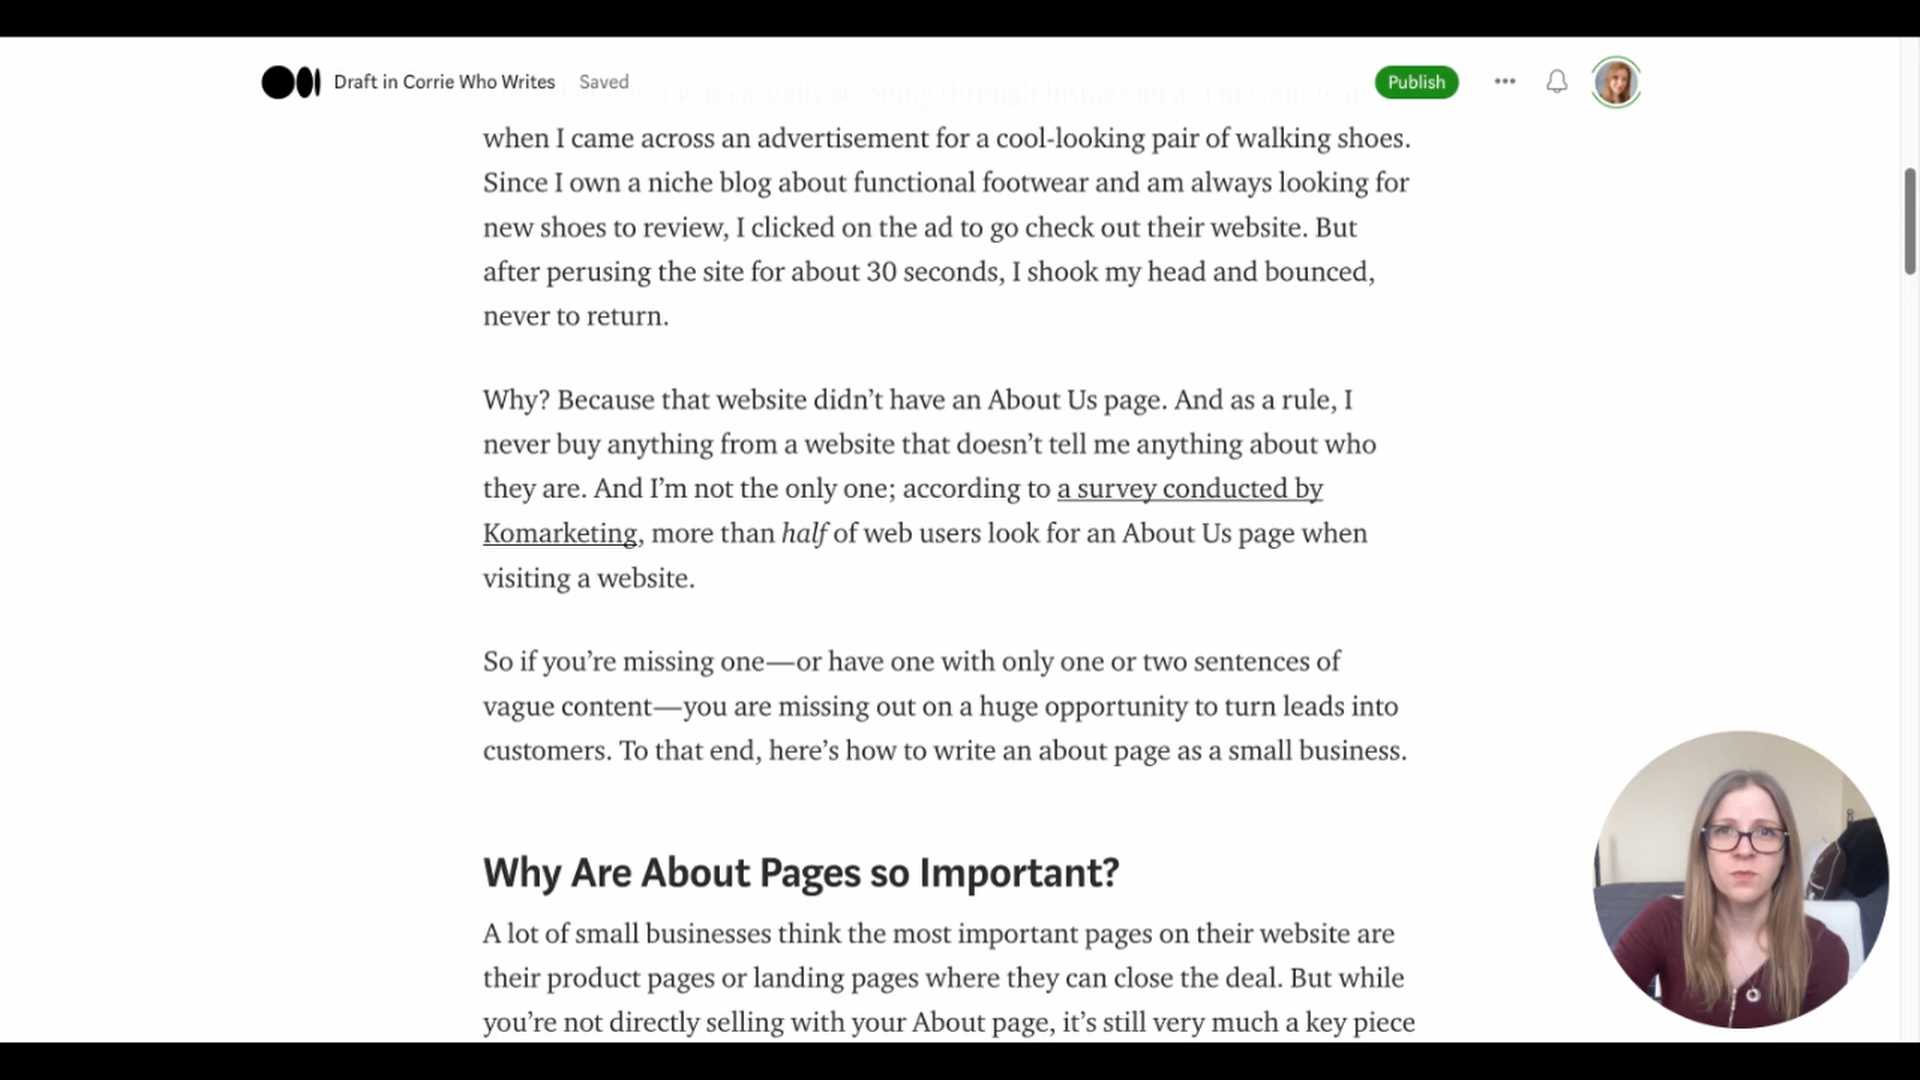 Draft in Corrie Who Writes Saved
Publish
I was casually scrolling through Instagram as I'm wont to do
when I came across an advertisement for a cool-looking pair of walking shoes.
Since I own a niche blog about functional footwear and am always looking for
new shoes to review, I clicked on the ad to go check out their website. But
after perusing the site for about 30 seconds, I shook my head and bounced,
never to return.
Why? Because that website didn’t have an About Us page. And as a rule, I
never buy anything from a website that doesn’t tell me anything about who
they are. And I’m not the only one; according to a survey conducted by
Komarketing, more than half of web users look for an About Us page when
visiting a website.
So if you’re missing one—or have one with only one or two sentences of
vague content—you are missing out on a huge opportunity to turn leads into
customers. To that end, here’s how to write an about page as a small business.
Why Are About Pages so Important?
A lot of small businesses think the most important pages on their website are
their product pages or landing pages where they can close the deal. But while
you’re not directly selling with your About page, it’s still very much a key piece